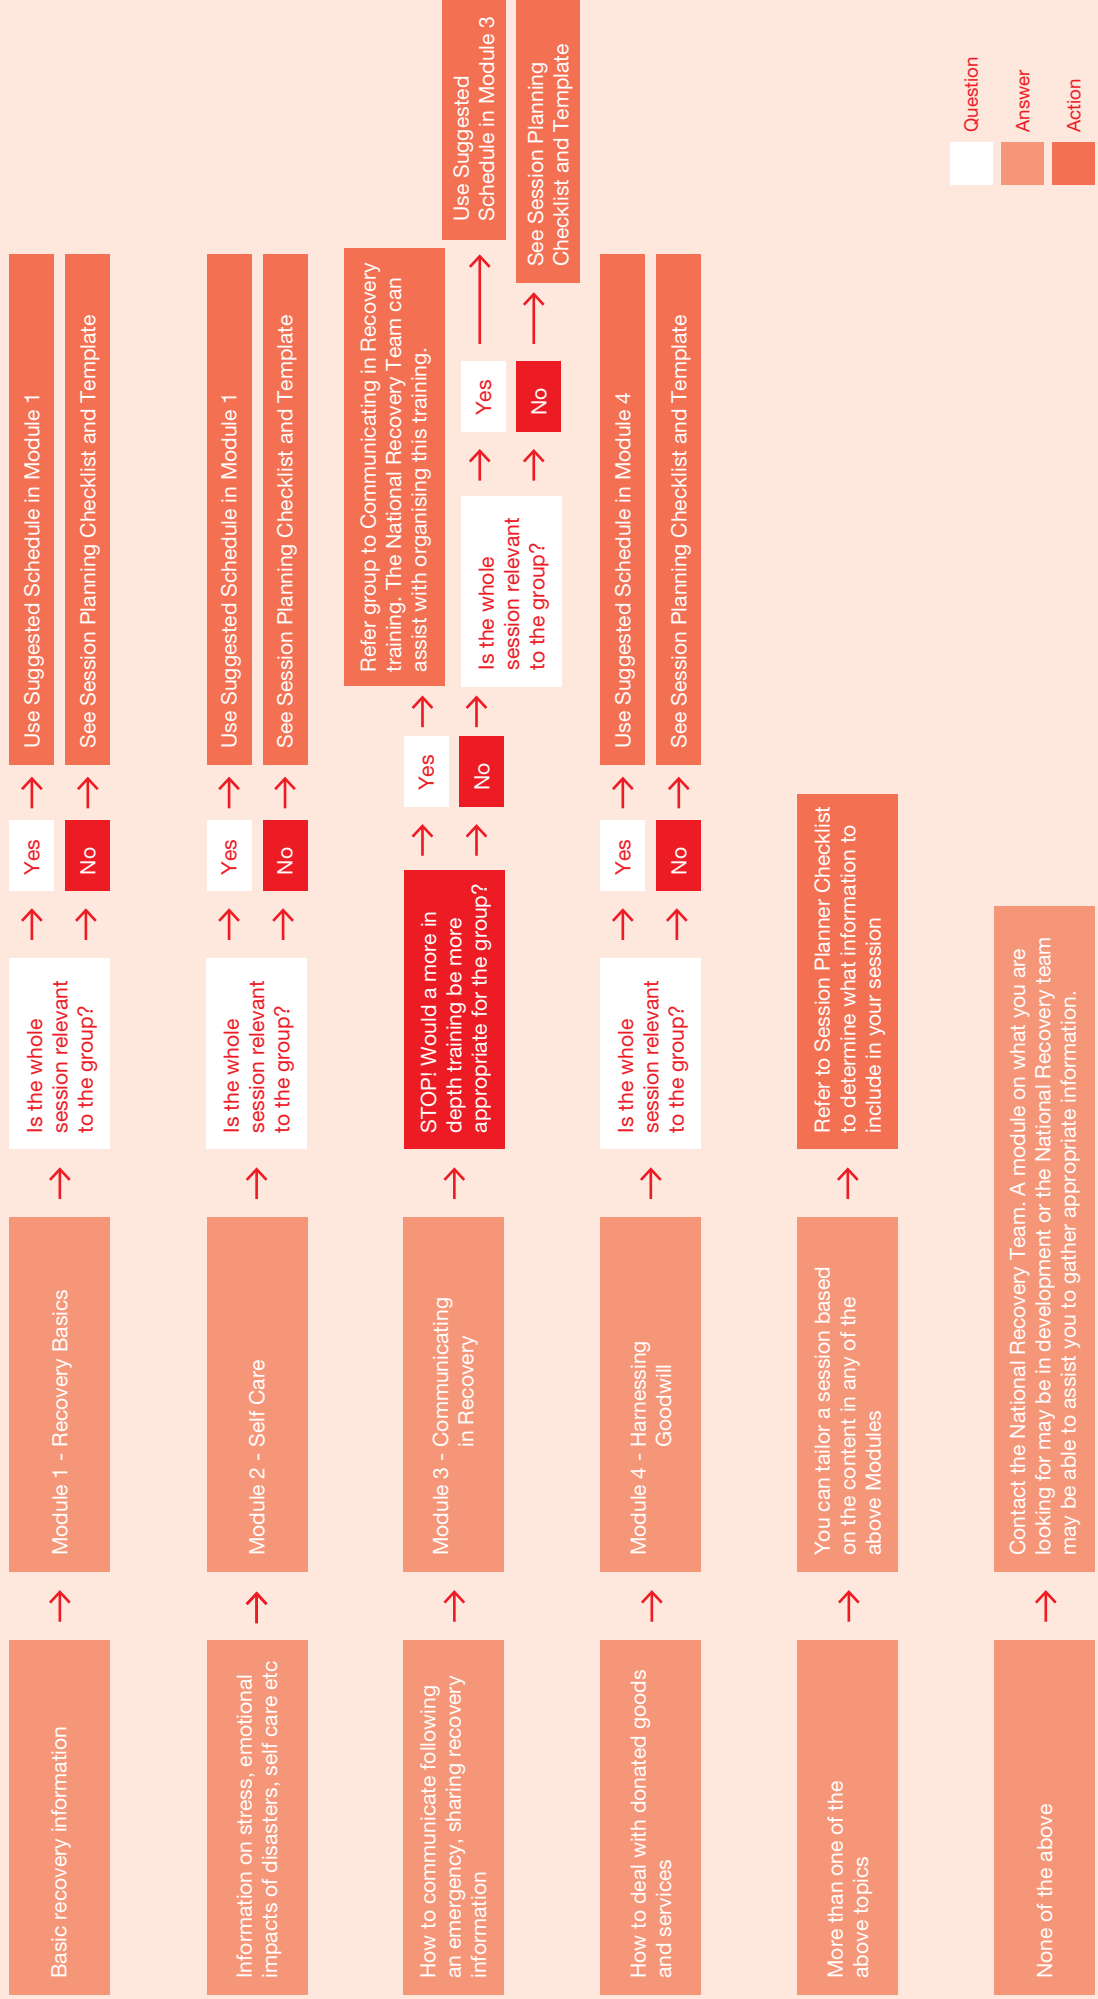 Basic recovery information
Module 1 - Recovery Basics
Is the whole
session relevant
to the group?
Yes
No
Use Suggested Schedule in Module 1
See Session Planning Checklist and Template
Information on stress, emotional
impacts of disasters, self care etc
Module 2 - Self Care
Is the whole
session relevant
to the group?
Yes
No
Use Suggested Schedule in Module 1
See Session Planning Checklist and Template
How to communicate following
an emergency, sharing recovery
information
Module 3 - Communicating
in Recovery
STOP! Would a more in
depth training be more
appropriate for the group?
Yes
No
Refer group to Communicating in Recovery
training. The National Recovery Team can
assist with organising this training.
Is the whole
session relevant
to the group?
Yes
No
Use Suggested
Schedule in Module 3
See Session Planning
Checklist and Template
How to deal with donated goods
and services
Module 4 - Harnessing
Goodwill
Is the whole
session relevant
to the group?
Yes
No
Use Suggested Schedule in Module 4
See Session Planning Checklist and Template
More than one of the
above topics
You can tailor a session based
on the content in any of the
above Modules
Refer to Session Planner Checklist
to determine what information to
include in your session
None of the above
Contact the National Recovery Team. A module on what you are
looking for may be in development or the National Recovery team
may be able to assist you to gather appropriate information.
Question
Answer
Action